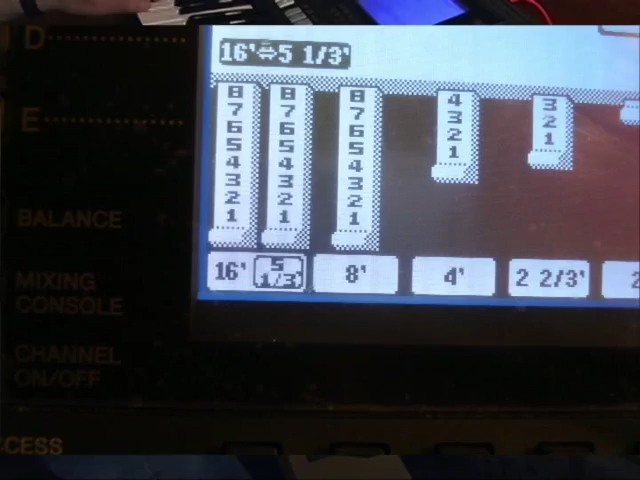 D
16'⇔5 1/3'
E
8 8 8 4 3
7 7 7 3 2
6 6 6 2 1
5 5 5 1
4 4 4
3 3 3
2 2 2
1 1 1
BALANCE
MIXING
CONSOLE
16' 5 1/3' 8' 4' 2 2/3' 2
CHANNEL
ON/OFF
CCESS